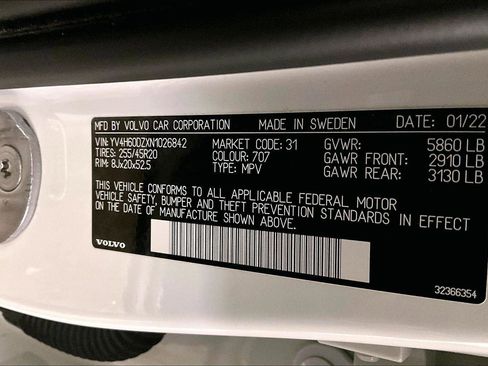 MFD BY VOLVO CAR CORPORATION MADE IN SWEDEN DATE: 01/22
VIN: YV4H60DZXN1026842 MARKET CODE: 31 GVWR: 5860 LB
TIRES: 255/45R20 COLOUR: 707 GAWR FRONT: 2910 LB
RIM: 8Jx20x52.5 TYPE: MPV GAWR REAR: 3130 LB
THIS VEHICLE CONFORMS TO ALL APPLICABLE FEDERAL MOTOR
VEHICLE SAFETY, BUMPER AND THEFT PREVENTION STANDARDS IN EFFECT
ON THE DATE OF MANUFACTURE SHOWN ABOVE.
VOLVO
32366354